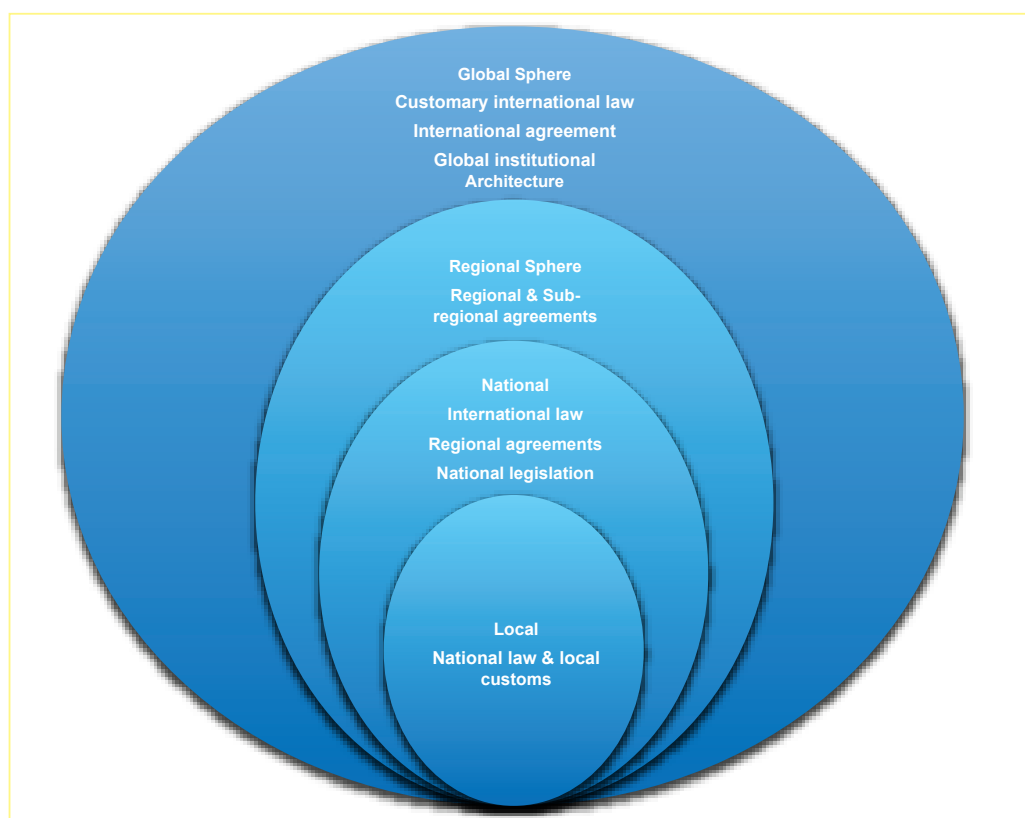 Global Sphere
Customary international law
International agreement
Global institutional
Architecture
Regional Sphere
Regional & Sub-
regional agreements
National
International law
Regional agreements
National legislation
Local
National law & local
customs